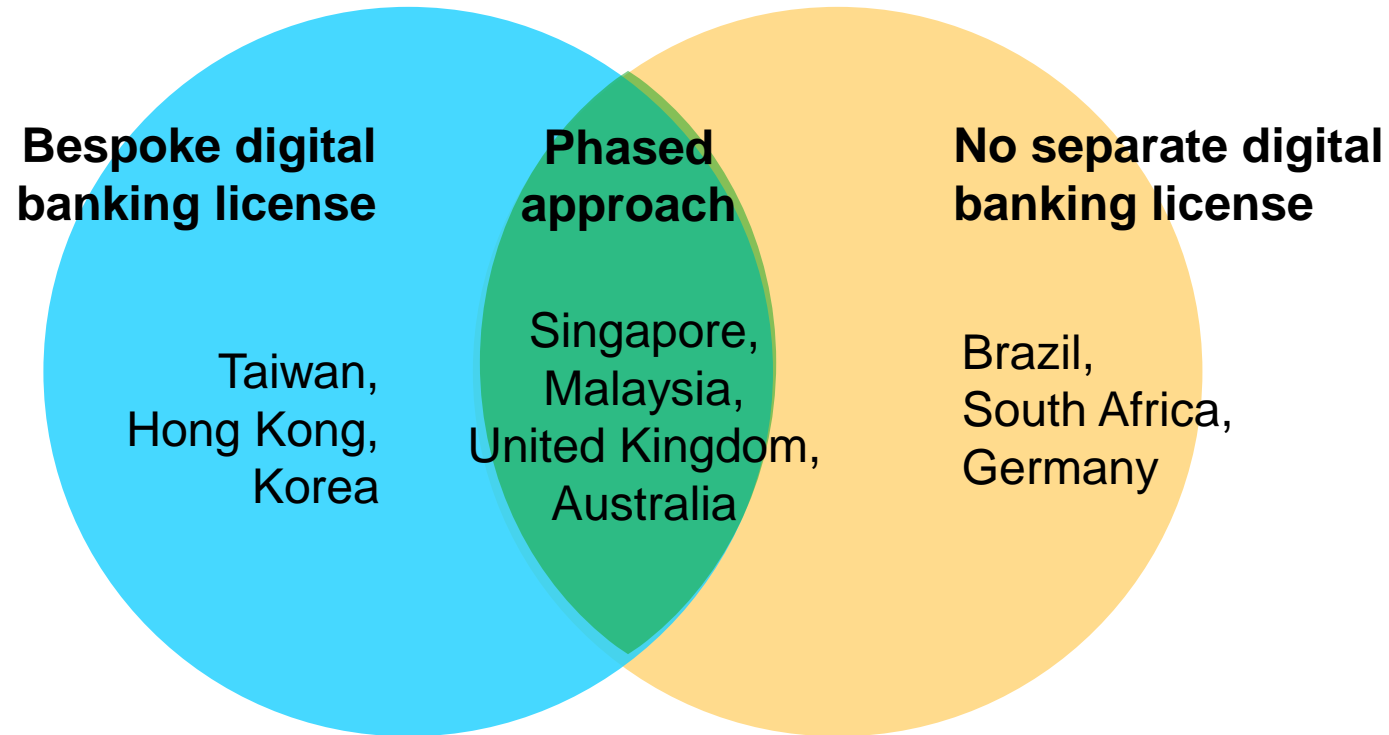 Bespoke digital
banking license
Taiwan,
Hong Kong,
Korea
Phased
approach
Singapore,
Malaysia,
United Kingdom,
Australia
No separate digital
banking license
Brazil,
South Africa,
Germany